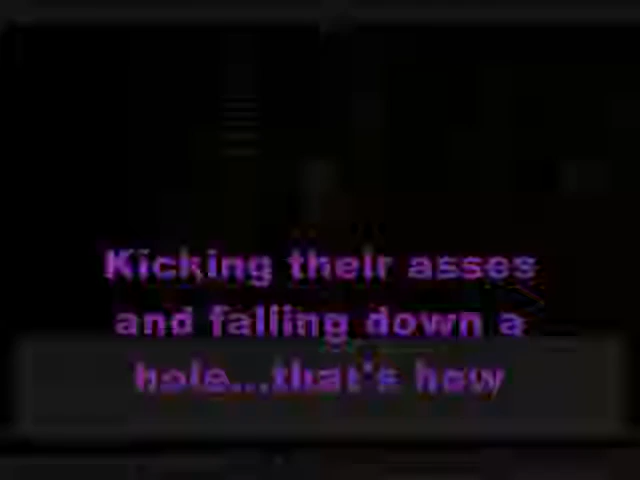 Kicking their asses
and falling down a
hole...that's how